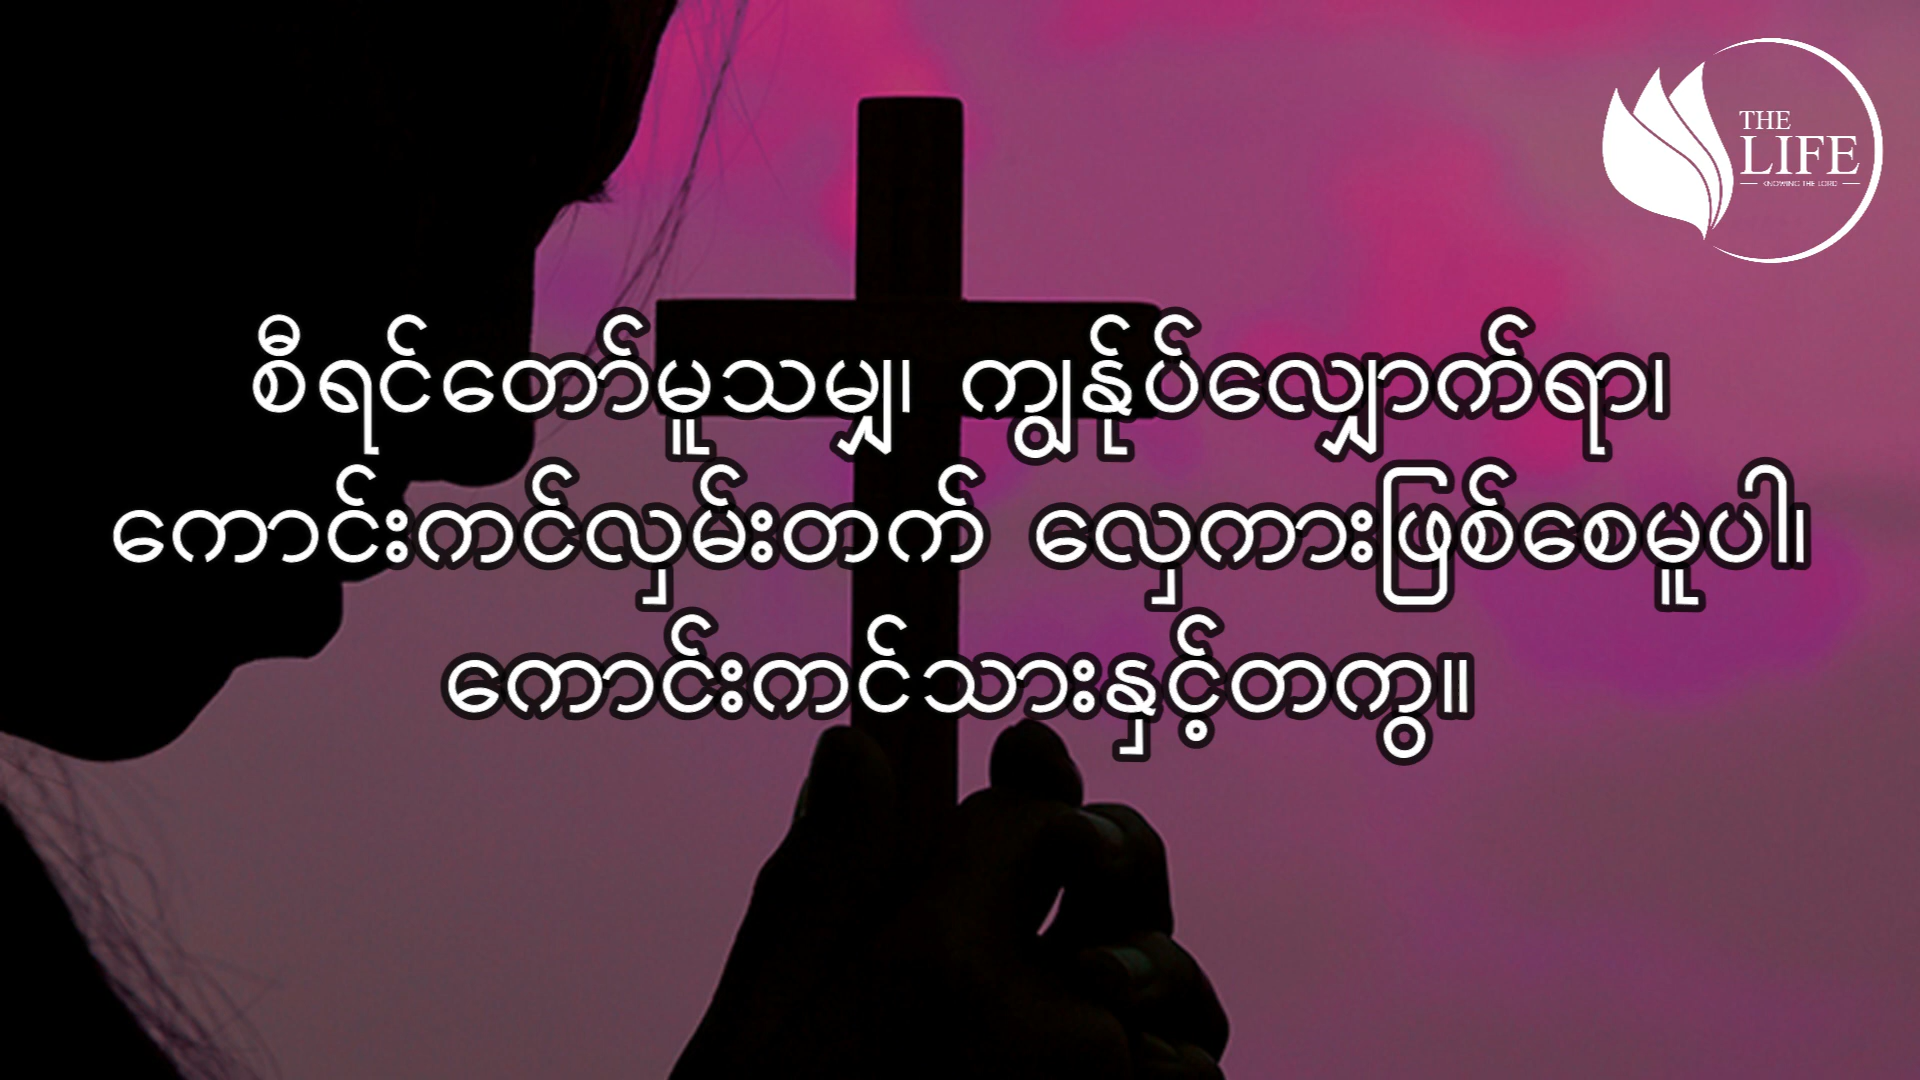 THE
LIFE
KNOWING THE LORD
စီရင်တော်မူသမျှ၊ ကျွန်ုပ်လျှောက်ရာ၊
ကောင်းကင်လှမ်းတက် လှေကားဖြစ်စေမူပါ၊
ကောင်းကင်သားနှင့်တကွ။